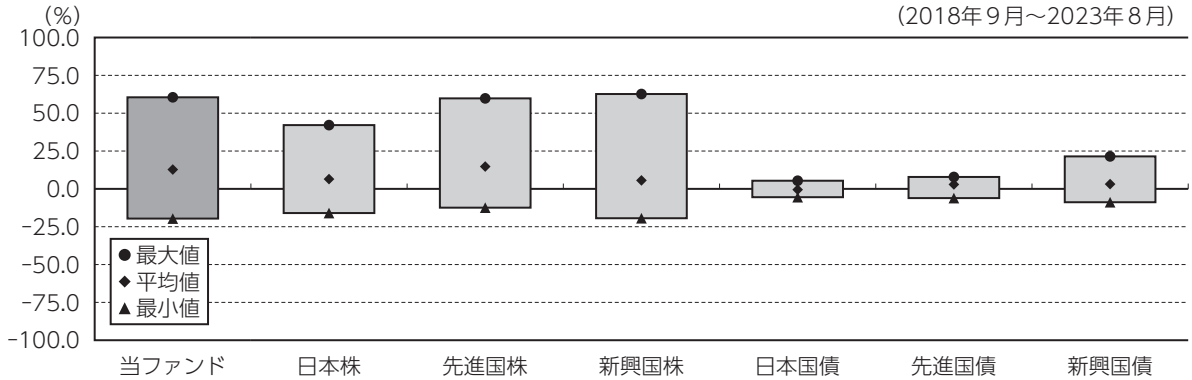 (%)
(2018年9月～2023年8月)
100.0
75.0
50.0
25.0
0.0
-25.0
-50.0
-75.0
-100.0
●最大値
◆平均値
▲最小値
当ファンド 日本株 先進国株 新興国株 日本国債 先進国債 新興国債